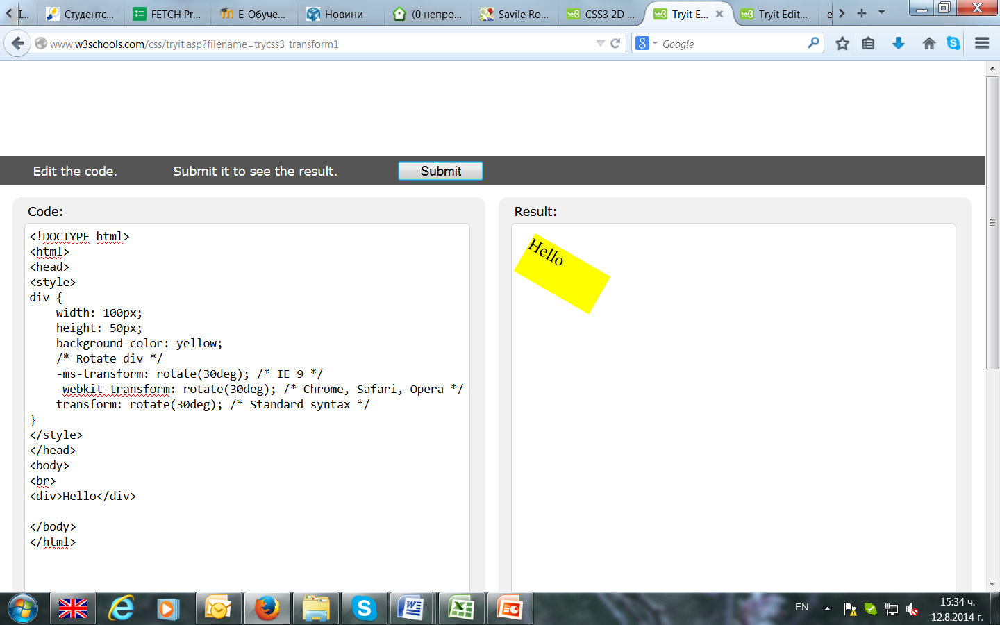 I...
Студентс...
FETCH Pr...
Е-Обуче...
Новини
(0 непро...
Savile Ro...
CSS3 2D ...
Tryit E...
Tryit Edit...
e
www.w3schools.com/css/tryit.asp?filename=trycss3_transform1
Google
Edit the code.
Submit it to see the result.
Submit
Code:
<!DOCTYPE html>
<html>
<head>
<style>
div {
    width: 100px;
    height: 50px;
    background-color: yellow;
    /* Rotate div */
    -ms-transform: rotate(30deg); /* IE 9 */
    -webkit-transform: rotate(30deg); /* Chrome, Safari, Opera */
    transform: rotate(30deg); /* Standard syntax */
}
</style>
</head>
<body>
<br>
<div>Hello</div>
</body>
</html>
Result:
Hello
EN
15:34 ч.
12.8.2014 г.